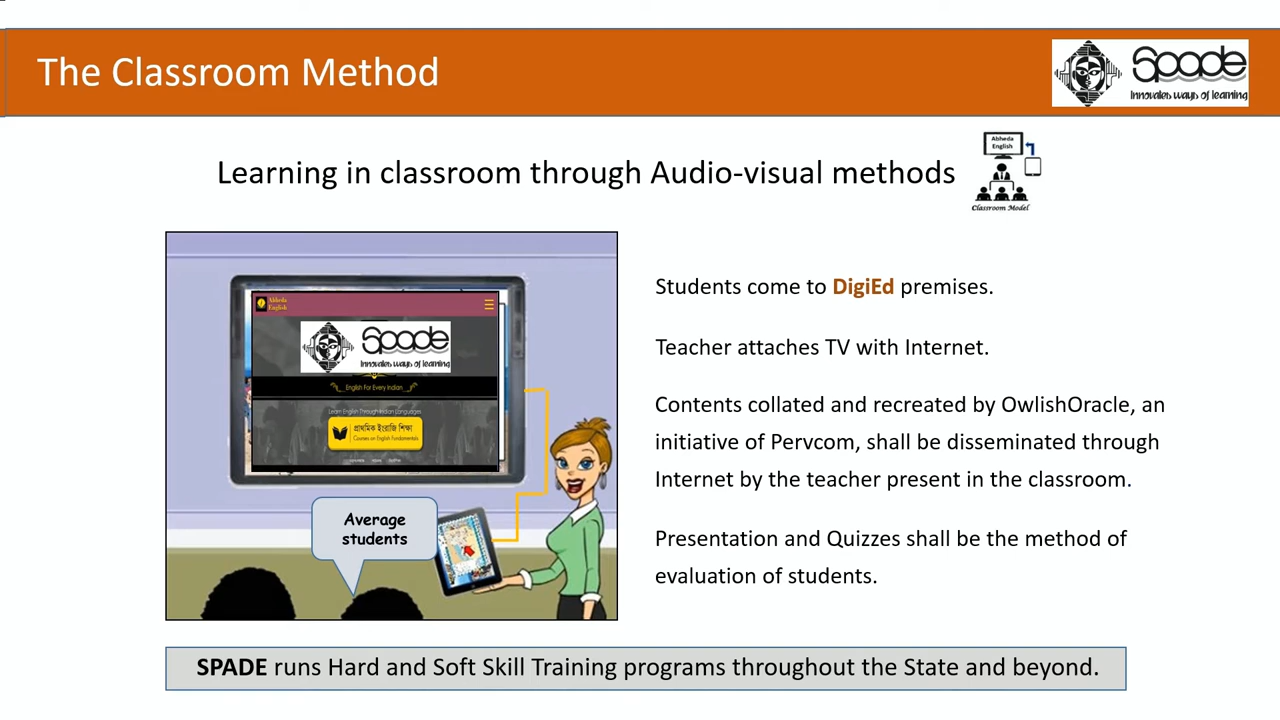 The Classroom Method
Spade
Innovates ways of learning
Learning in classroom through Audio-visual methods
Abheda
English
Classroom Model
Abheda
English
Spade
Innovates ways of learning
English For Every Indian
Learn English Through Indian Languages
প্রাথমিক ইংরাজি শিক্ষা
Courses on English Fundamentals
Average
students
Students come to DigiEd premises.
Teacher attaches TV with Internet.
Contents collated and recreated by OwlishOracle, an
initiative of Pervcom, shall be disseminated through
Internet by the teacher present in the classroom.
Presentation and Quizzes shall be the method of
evaluation of students.
SPADE runs Hard and Soft Skill Training programs throughout the State and beyond.